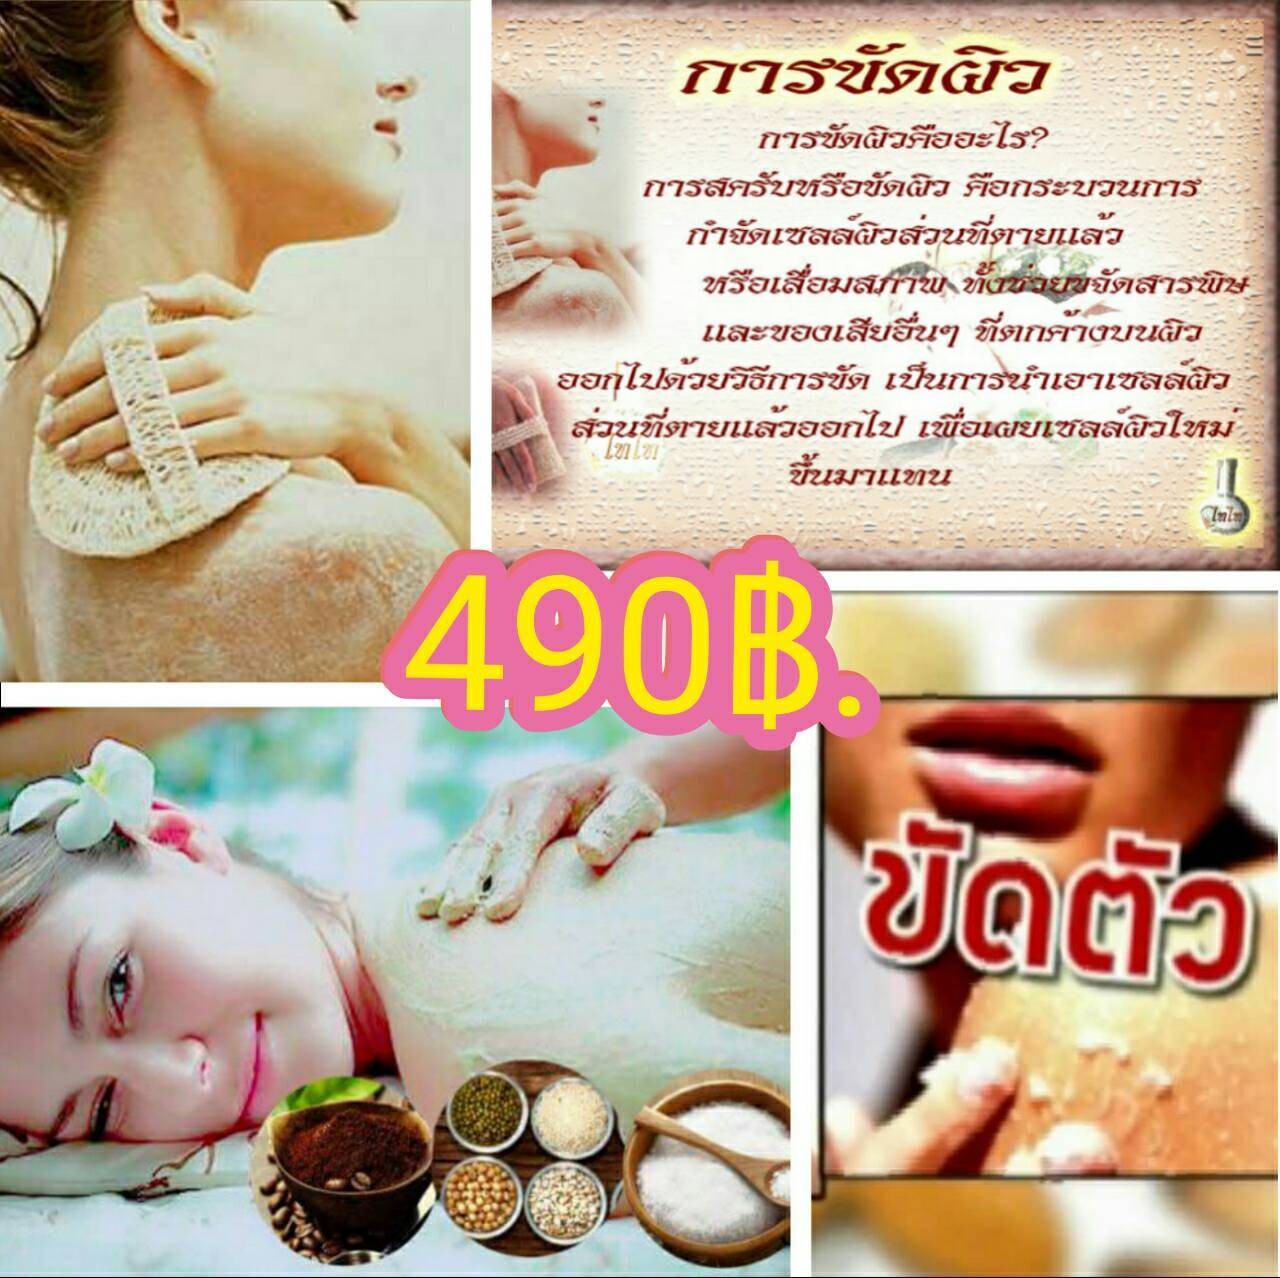 การขัดผิว
การขัดผิวคืออะไร?
การสครับหรือขัดผิว คือกระบวนการ
กำจัดเซลล์ผิวส่วนที่ตายแล้ว
หรือเสื่อมสภาพ ทั้งช่วยขจัดสารพิษ
และของเสียอื่นๆ ที่ตกค้างบนผิว
ออกไปด้วยวิธีการขัด เป็นการนำเอาเซลล์ผิว
ส่วนที่ตายแล้วออกไป เพื่อเผยเซลล์ผิวใหม่
ขึ้นมาแทน
ไทไท
ไทไท
490฿.
ขัดตัว